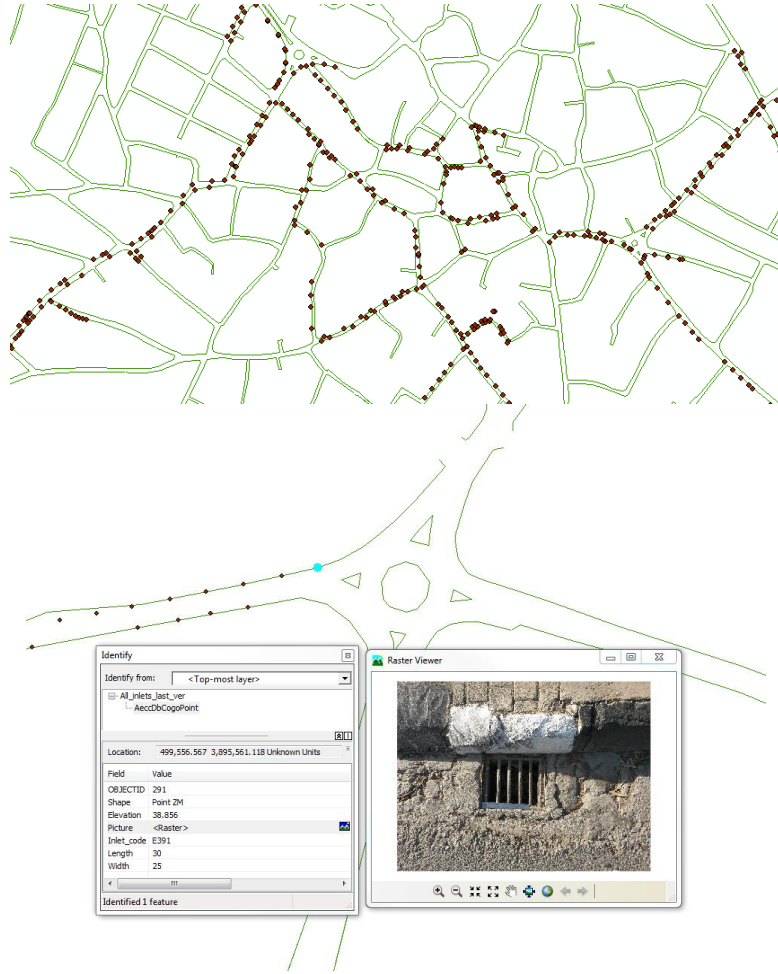 Identify
Identify from: <Top-most layer>
All_inlets_last_ver
AeccDbCogoPoint
Location: 499,556.567 3,895,561.118 Unknown Units
Field Value
OBJECTID 291
Shape Point ZM
Elevation 38.856
Picture <Raster>
Inlet_code E391
Length 30
Width 25
Identified 1 feature
Raster Viewer